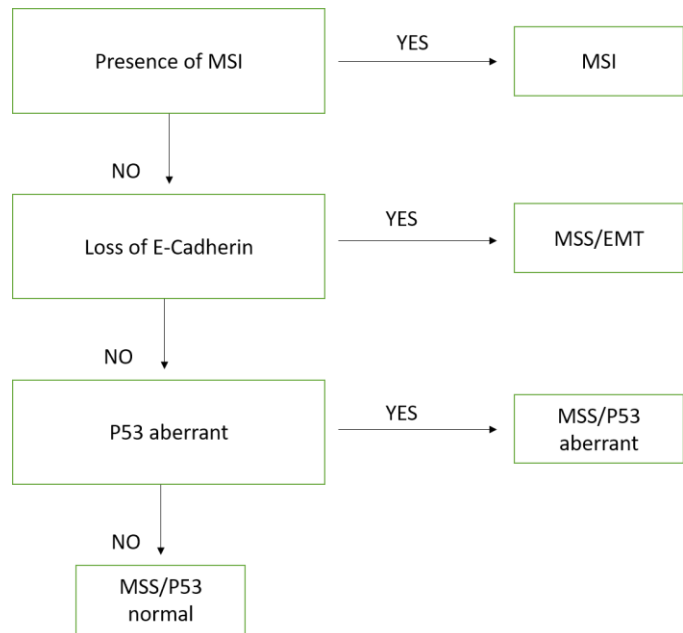 Presence of MSI
YES
MSI
NO
Loss of E-Cadherin
YES
MSS/EMT
NO
P53 aberrant
YES
MSS/P53
aberrant
NO
MSS/P53
normal